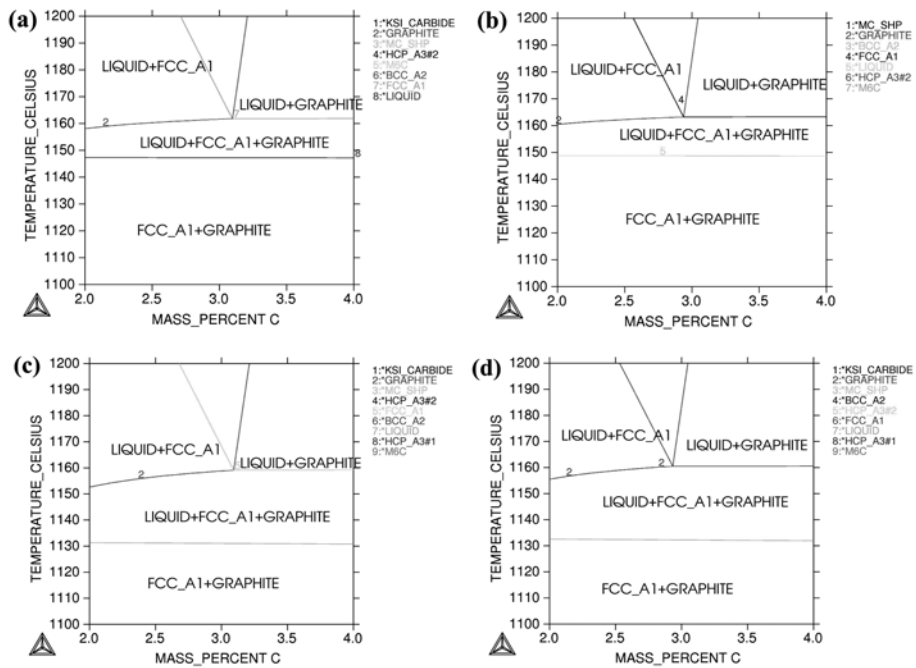 (a)
1200
1190
1180
1170
1160
1150
1140
1130
1120
1110
1100
TEMPERATURE_CELSIUS
LIQUID+FCC_A1
LIQUID+GRAPHITE
2
LIQUID+FCC_A1+GRAPHITE
8
FCC_A1+GRAPHITE
2.0 2.5 3.0 3.5 4.0
MASS_PERCENT C
1:*KSI_CARBIDE
2:*GRAPHITE
3:*MC_SHP
4:*HCP_A3#2
5:*M6C
6:*BCC_A2
7:*FCC_A1
8:*LIQUID
(b)
1200
1190
1180
1170
1160
1150
1140
1130
1120
1110
1100
TEMPERATURE_CELSIUS
LIQUID+FCC_A1
LIQUID+GRAPHITE
4
2
LIQUID+FCC_A1+GRAPHITE
5
FCC_A1+GRAPHITE
2.0 2.5 3.0 3.5 4.0
MASS_PERCENT C
1:*MC_SHP
2:*GRAPHITE
3:*BCC_A2
4:*FCC_A1
5:*LIQUID
6:*HCP_A3#2
7:*M6C
(c)
1200
1190
1180
1170
1160
1150
1140
1130
1120
1110
1100
TEMPERATURE_CELSIUS
LIQUID+FCC_A1
LIQUID+GRAPHITE
2
LIQUID+FCC_A1+GRAPHITE
FCC_A1+GRAPHITE
2.0 2.5 3.0 3.5 4.0
MASS_PERCENT C
1:*KSI_CARBIDE
2:*GRAPHITE
3:*MC_SHP
4:*HCP_A3#2
5:*FCC_A1
6:*BCC_A2
7:*LIQUID
8:*HCP_A3#1
9:*M6C
(d)
1200
1190
1180
1170
1160
1150
1140
1130
1120
1110
1100
TEMPERATURE_CELSIUS
LIQUID+FCC_A1
LIQUID+GRAPHITE
2
2
LIQUID+FCC_A1+GRAPHITE
FCC_A1+GRAPHITE
2.0 2.5 3.0 3.5 4.0
MASS_PERCENT C
1:*KSI_CARBIDE
2:*GRAPHITE
3:*MC_SHP
4:*BCC_A2
5:*HCP_A3#2
6:*FCC_A1
7:*LIQUID
8:*HCP_A3#1
9:*M6C